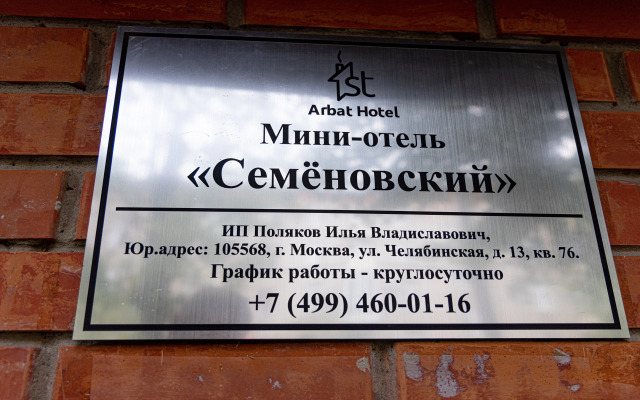 1st
Arbat Hotel
Мини-отель
«Семёновский»
ИП Поляков Илья Владиславович,
Юр.адрес: 105568, г. Москва, ул. Челябинская, д. 13, кв. 76.
График работы - круглосуточно
+7 (499) 460-01-16